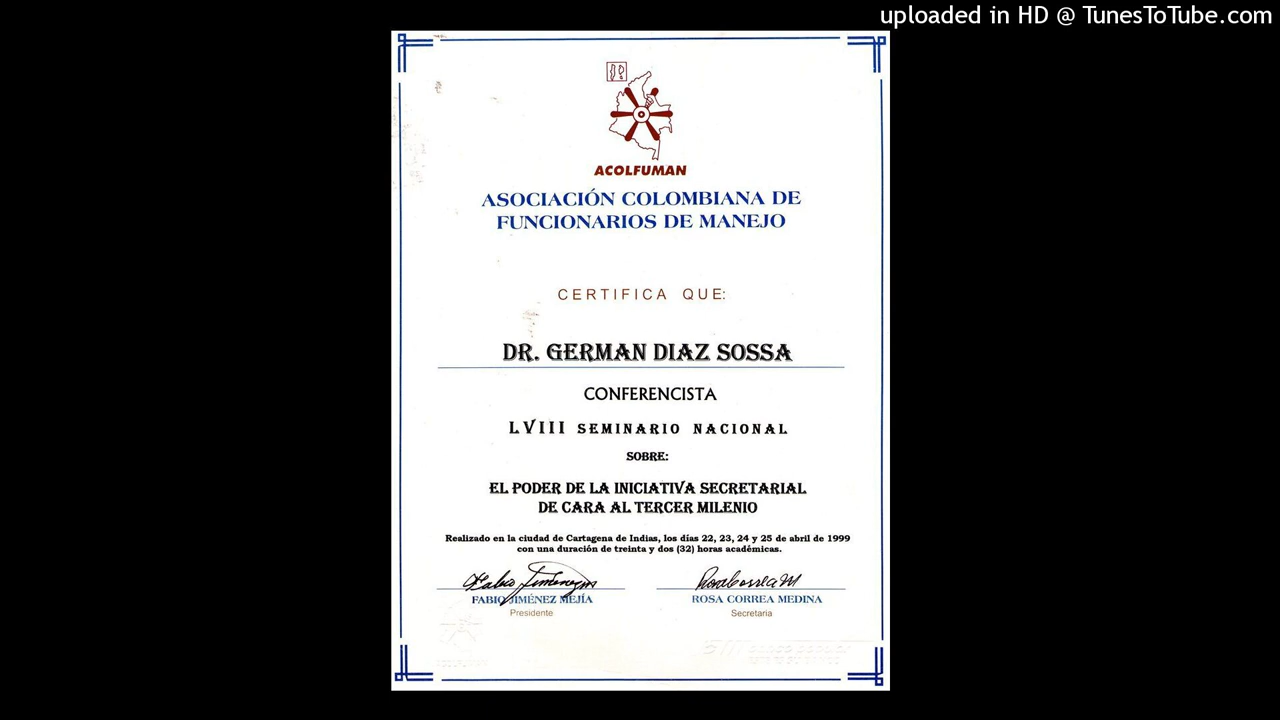 uploaded in HD @ TunesToTube.com
ACOLFUMAN
ASOCIACIÓN COLOMBIANA DE
FUNCIONARIOS DE MANEJO
CERTIFICA QUE:
DR. GERMAN DIAZ SOSSA
CONFERENCISTA
LVIII SEMINARIO NACIONAL
SOBRE:
EL PODER DE LA INICIATIVA SECRETARIAL
DE CARA AL TERCER MILENIO
Realizado en la ciudad de Cartagena de Indias, los días 22, 23, 24 y 25 de abril de 1999
con una duración de treinta y dos (32) horas académicas.
FABIO JIMÉNEZ MEJÍA
Presidente
ROSA CORREA MEDINA
Secretaria